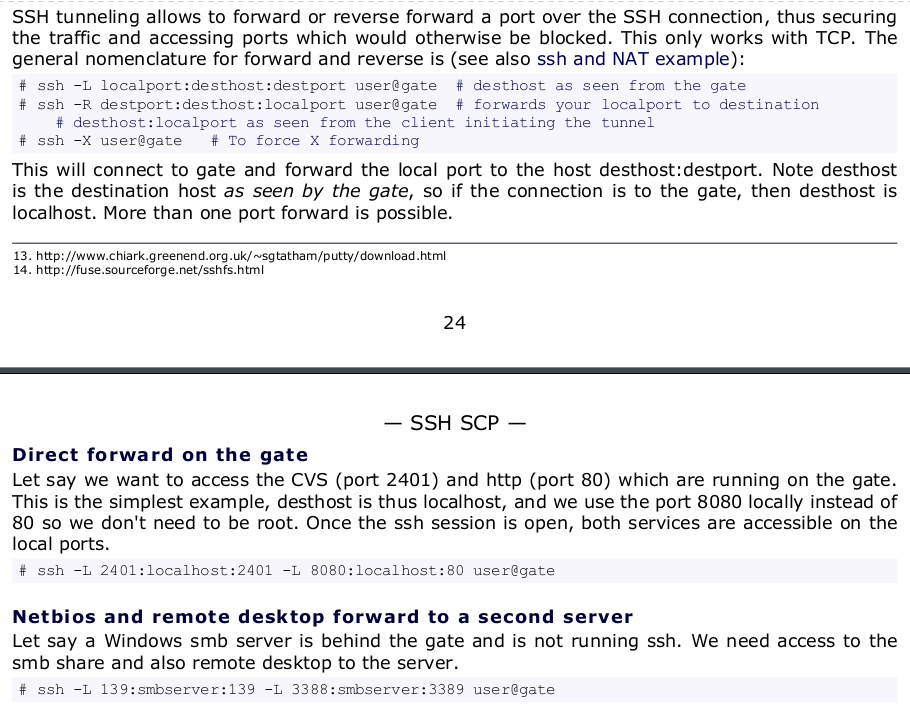 SSH tunneling allows to forward or reverse forward a port over the SSH connection, thus securing
the traffic and accessing ports which would otherwise be blocked. This only works with TCP. The
general nomenclature for forward and reverse is (see also ssh and NAT example):
# ssh -L localport:desthost:destport user@gate  # desthost as seen from the gate
# ssh -R destport:desthost:localport user@gate  # forwards your localport to destination
    # desthost:localport as seen from the client initiating the tunnel
# ssh -X user@gate   # To force X forwarding
This will connect to gate and forward the local port to the host desthost:destport. Note desthost
is the destination host as seen by the gate, so if the connection is to the gate, then desthost is
localhost. More than one port forward is possible.
13. http://www.chiark.greenend.org.uk/~sgtatham/putty/download.html
14. http://fuse.sourceforge.net/sshfs.html
24
— SSH SCP —
Direct forward on the gate
Let say we want to access the CVS (port 2401) and http (port 80) which are running on the gate.
This is the simplest example, desthost is thus localhost, and we use the port 8080 locally instead of
80 so we don't need to be root. Once the ssh session is open, both services are accessible on the
local ports.
# ssh -L 2401:localhost:2401 -L 8080:localhost:80 user@gate
Netbios and remote desktop forward to a second server
Let say a Windows smb server is behind the gate and is not running ssh. We need access to the
smb share and also remote desktop to the server.
# ssh -L 139:smbserver:139 -L 3388:smbserver:3389 user@gate